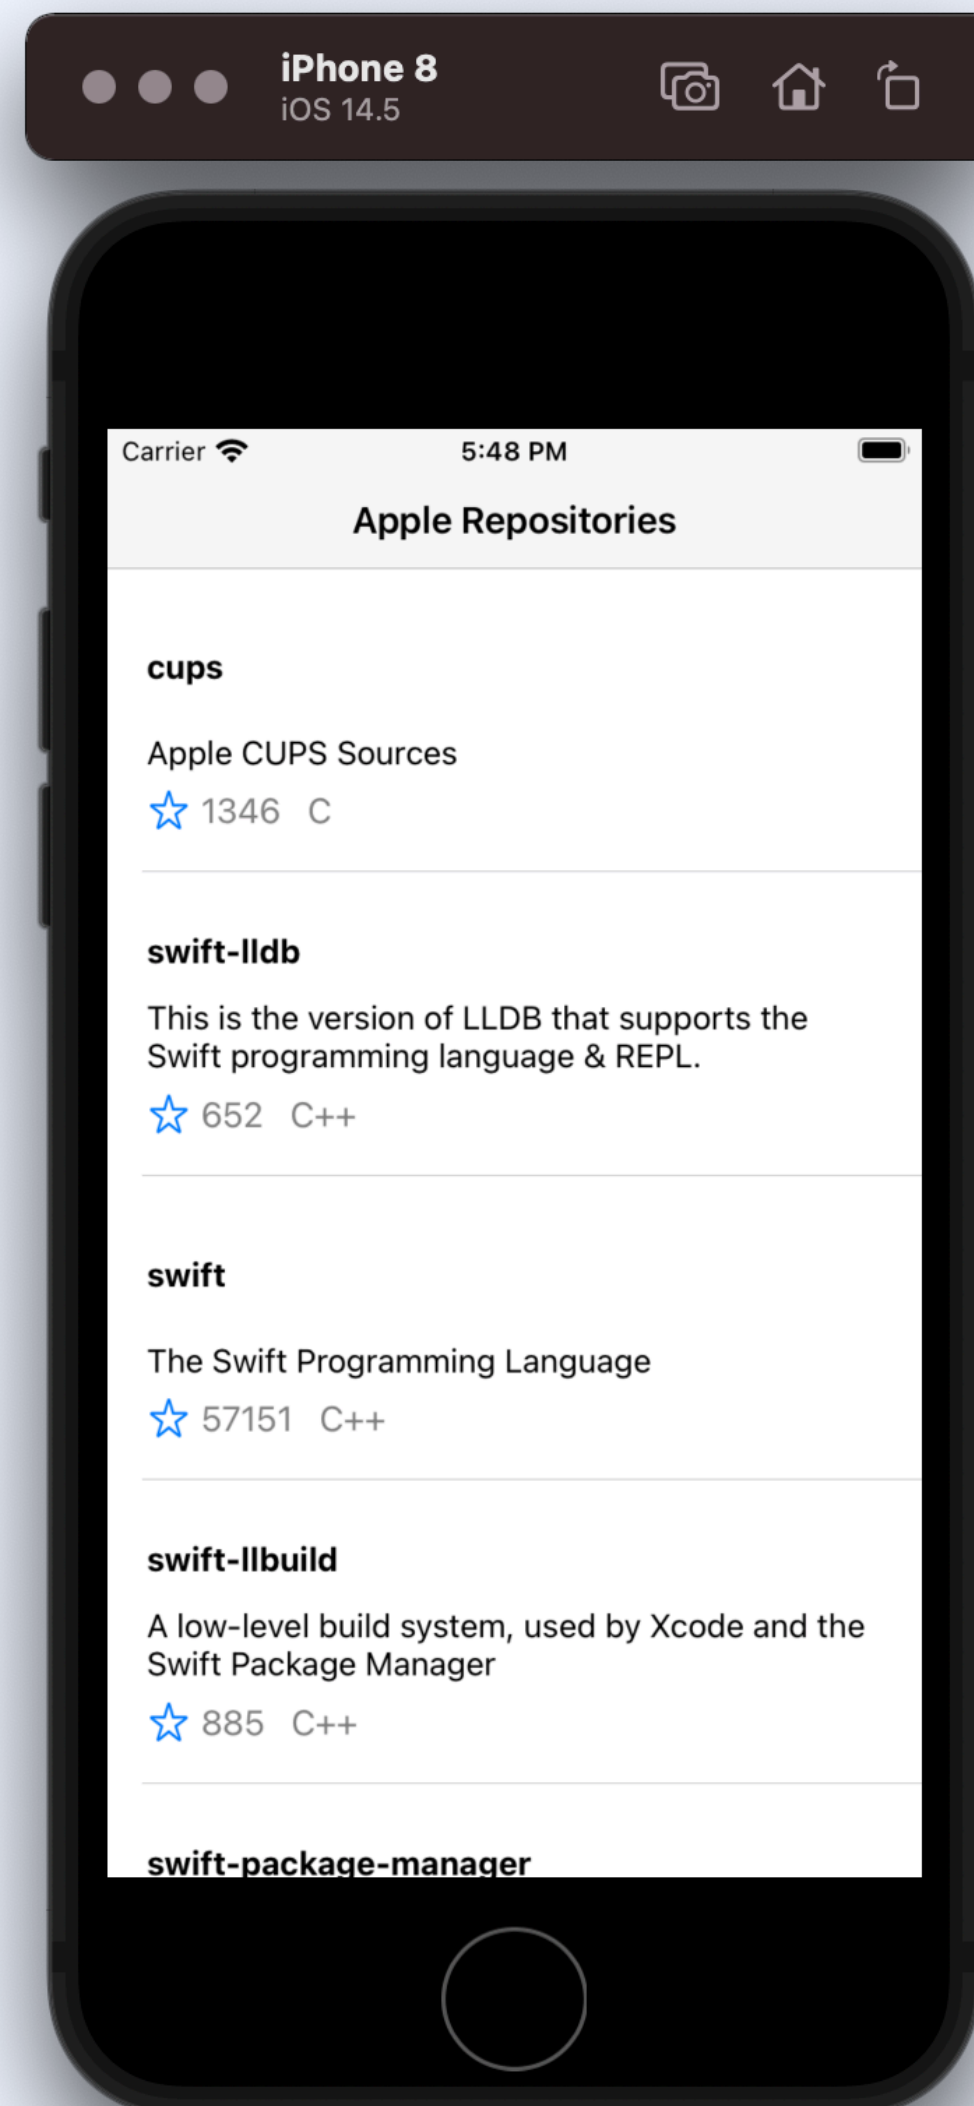 iPhone 8
iOS 14.5
Carrier 5:48 PM
Apple Repositories
cups
Apple CUPS Sources
1346 C
swift-lldb
This is the version of LLDB that supports the
Swift programming language & REPL.
652 C++
swift
The Swift Programming Language
57151 C++
swift-llbuild
A low-level build system, used by Xcode and the
Swift Package Manager
885 C++
swift-package-manager